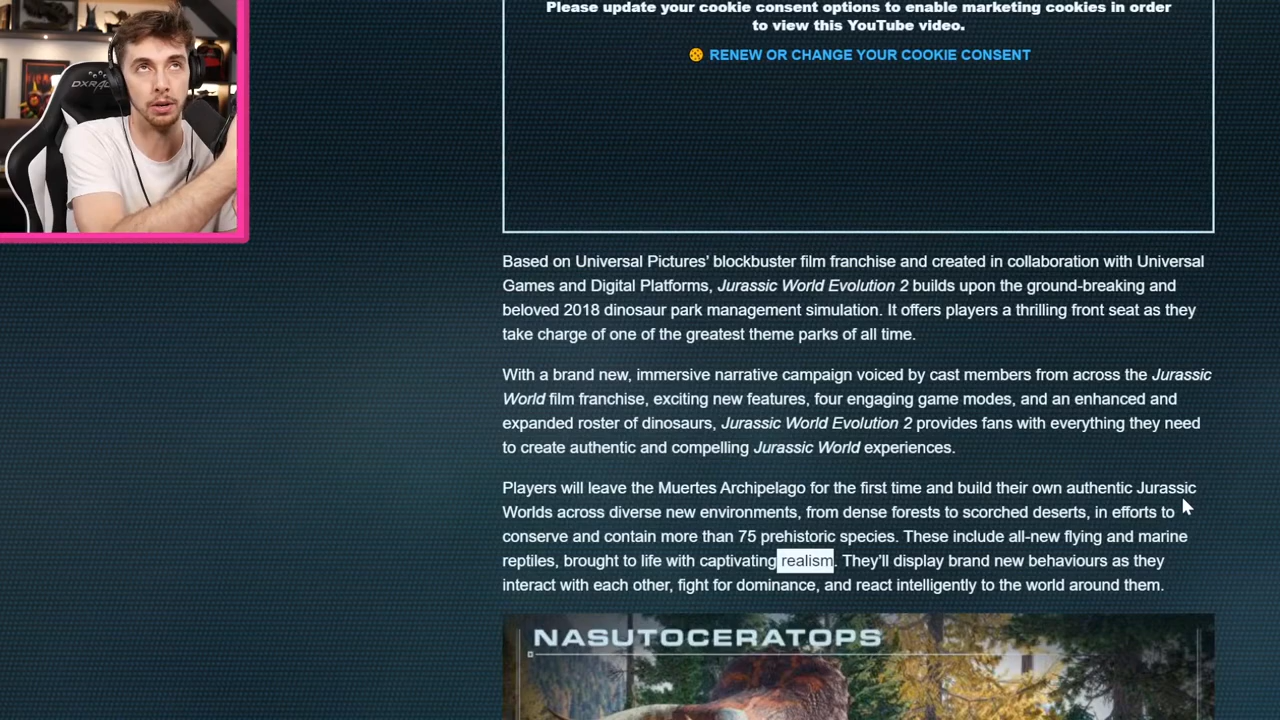 Please update your cookie consent options to enable marketing cookies in order
to view this YouTube video.
RENEW OR CHANGE YOUR COOKIE CONSENT
Based on Universal Pictures’ blockbuster film franchise and created in collaboration with Universal
Games and Digital Platforms, Jurassic World Evolution 2 builds upon the ground-breaking and
beloved 2018 dinosaur park management simulation. It offers players a thrilling front seat as they
take charge of one of the greatest theme parks of all time.
With a brand new, immersive narrative campaign voiced by cast members from across the Jurassic
World film franchise, exciting new features, four engaging game modes, and an enhanced and
expanded roster of dinosaurs, Jurassic World Evolution 2 provides fans with everything they need
to create authentic and compelling Jurassic World experiences.
Players will leave the Muertes Archipelago for the first time and build their own authentic Jurassic
Worlds across diverse new environments, from dense forests to scorched deserts, in efforts to
conserve and contain more than 75 prehistoric species. These include all-new flying and marine
reptiles, brought to life with captivating realism. They’ll display brand new behaviours as they
interact with each other, fight for dominance, and react intelligently to the world around them.
NASUTOCERATOPS